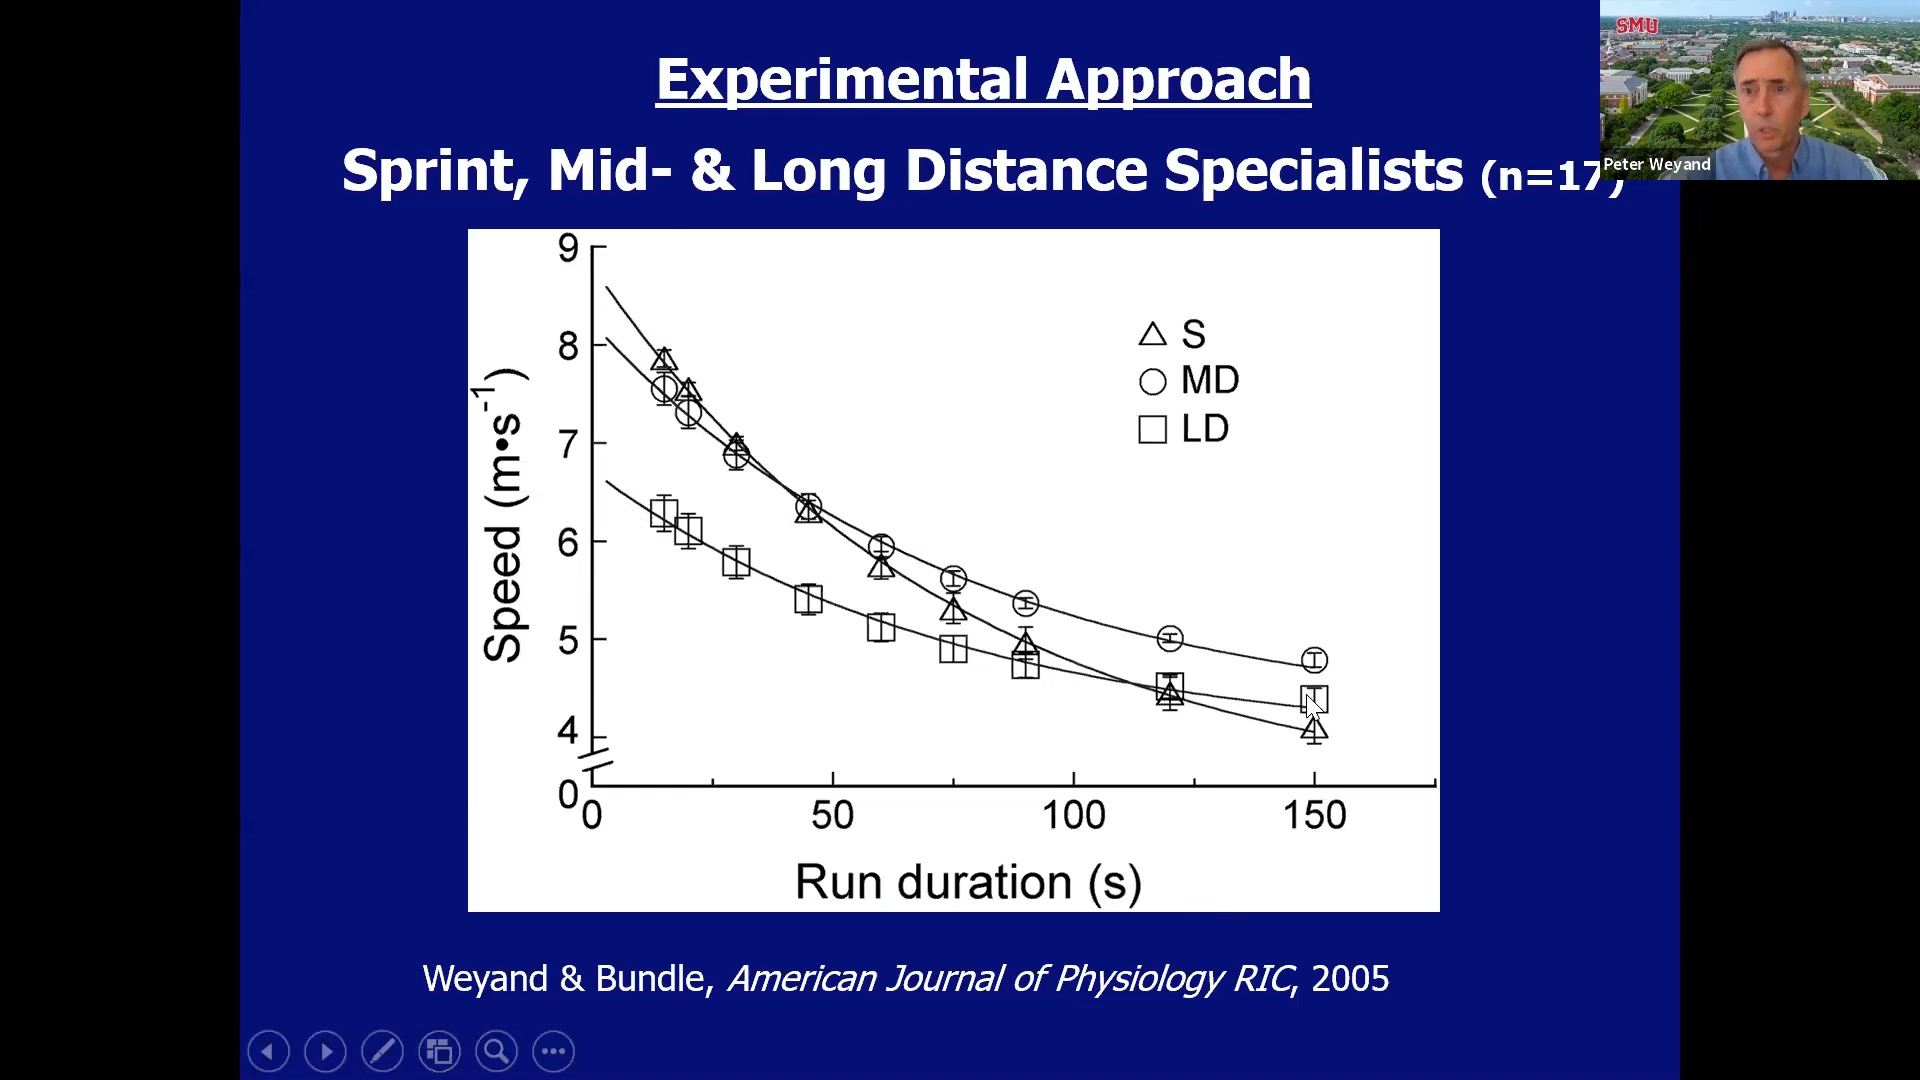 Experimental Approach
SMU
Sprint, Mid- & Long Distance Specialists (n=17)
Peter Weyand
9
8
7
6
5
4
0
Speed (m•s-1)
S
MD
LD
0 50 100 150
Run duration (s)
Weyand & Bundle, American Journal of Physiology RIC, 2005